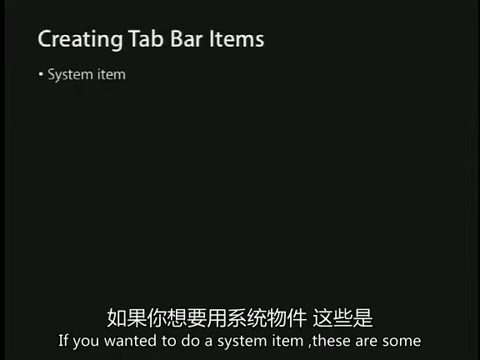 Creating Tab Bar Items
• System item
如果你想要用系统物件 这些是
If you wanted to do a system item ,these are some